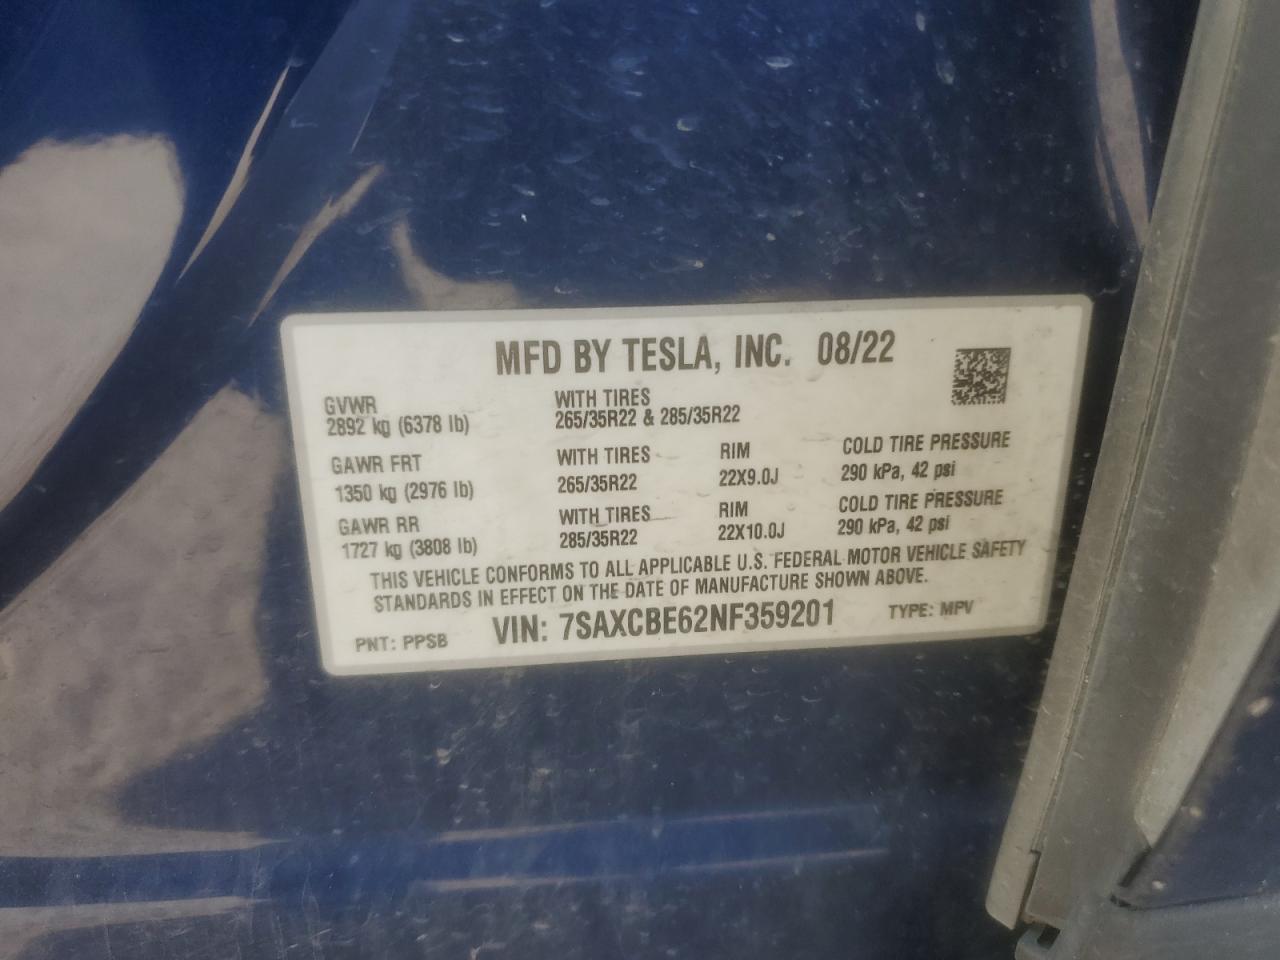 MFD BY TESLA, INC. 08/22
GVWR WITH TIRES
2892 kg (6378 lb) 265/35R22 & 285/35R22
GAWR FRT WITH TIRES RIM COLD TIRE PRESSURE
1350 kg (2976 lb) 265/35R22 22X9.0J 290 kPa, 42 psi
GAWR RR WITH TIRES RIM COLD TIRE PRESSURE
1727 kg (3808 lb) 285/35R22 22X10.0J 290 kPa, 42 psi
THIS VEHICLE CONFORMS TO ALL APPLICABLE U.S. FEDERAL MOTOR VEHICLE SAFETY
STANDARDS IN EFFECT ON THE DATE OF MANUFACTURE SHOWN ABOVE.
PNT: PPSB VIN: 7SAXCBE62NF359201 TYPE: MPV